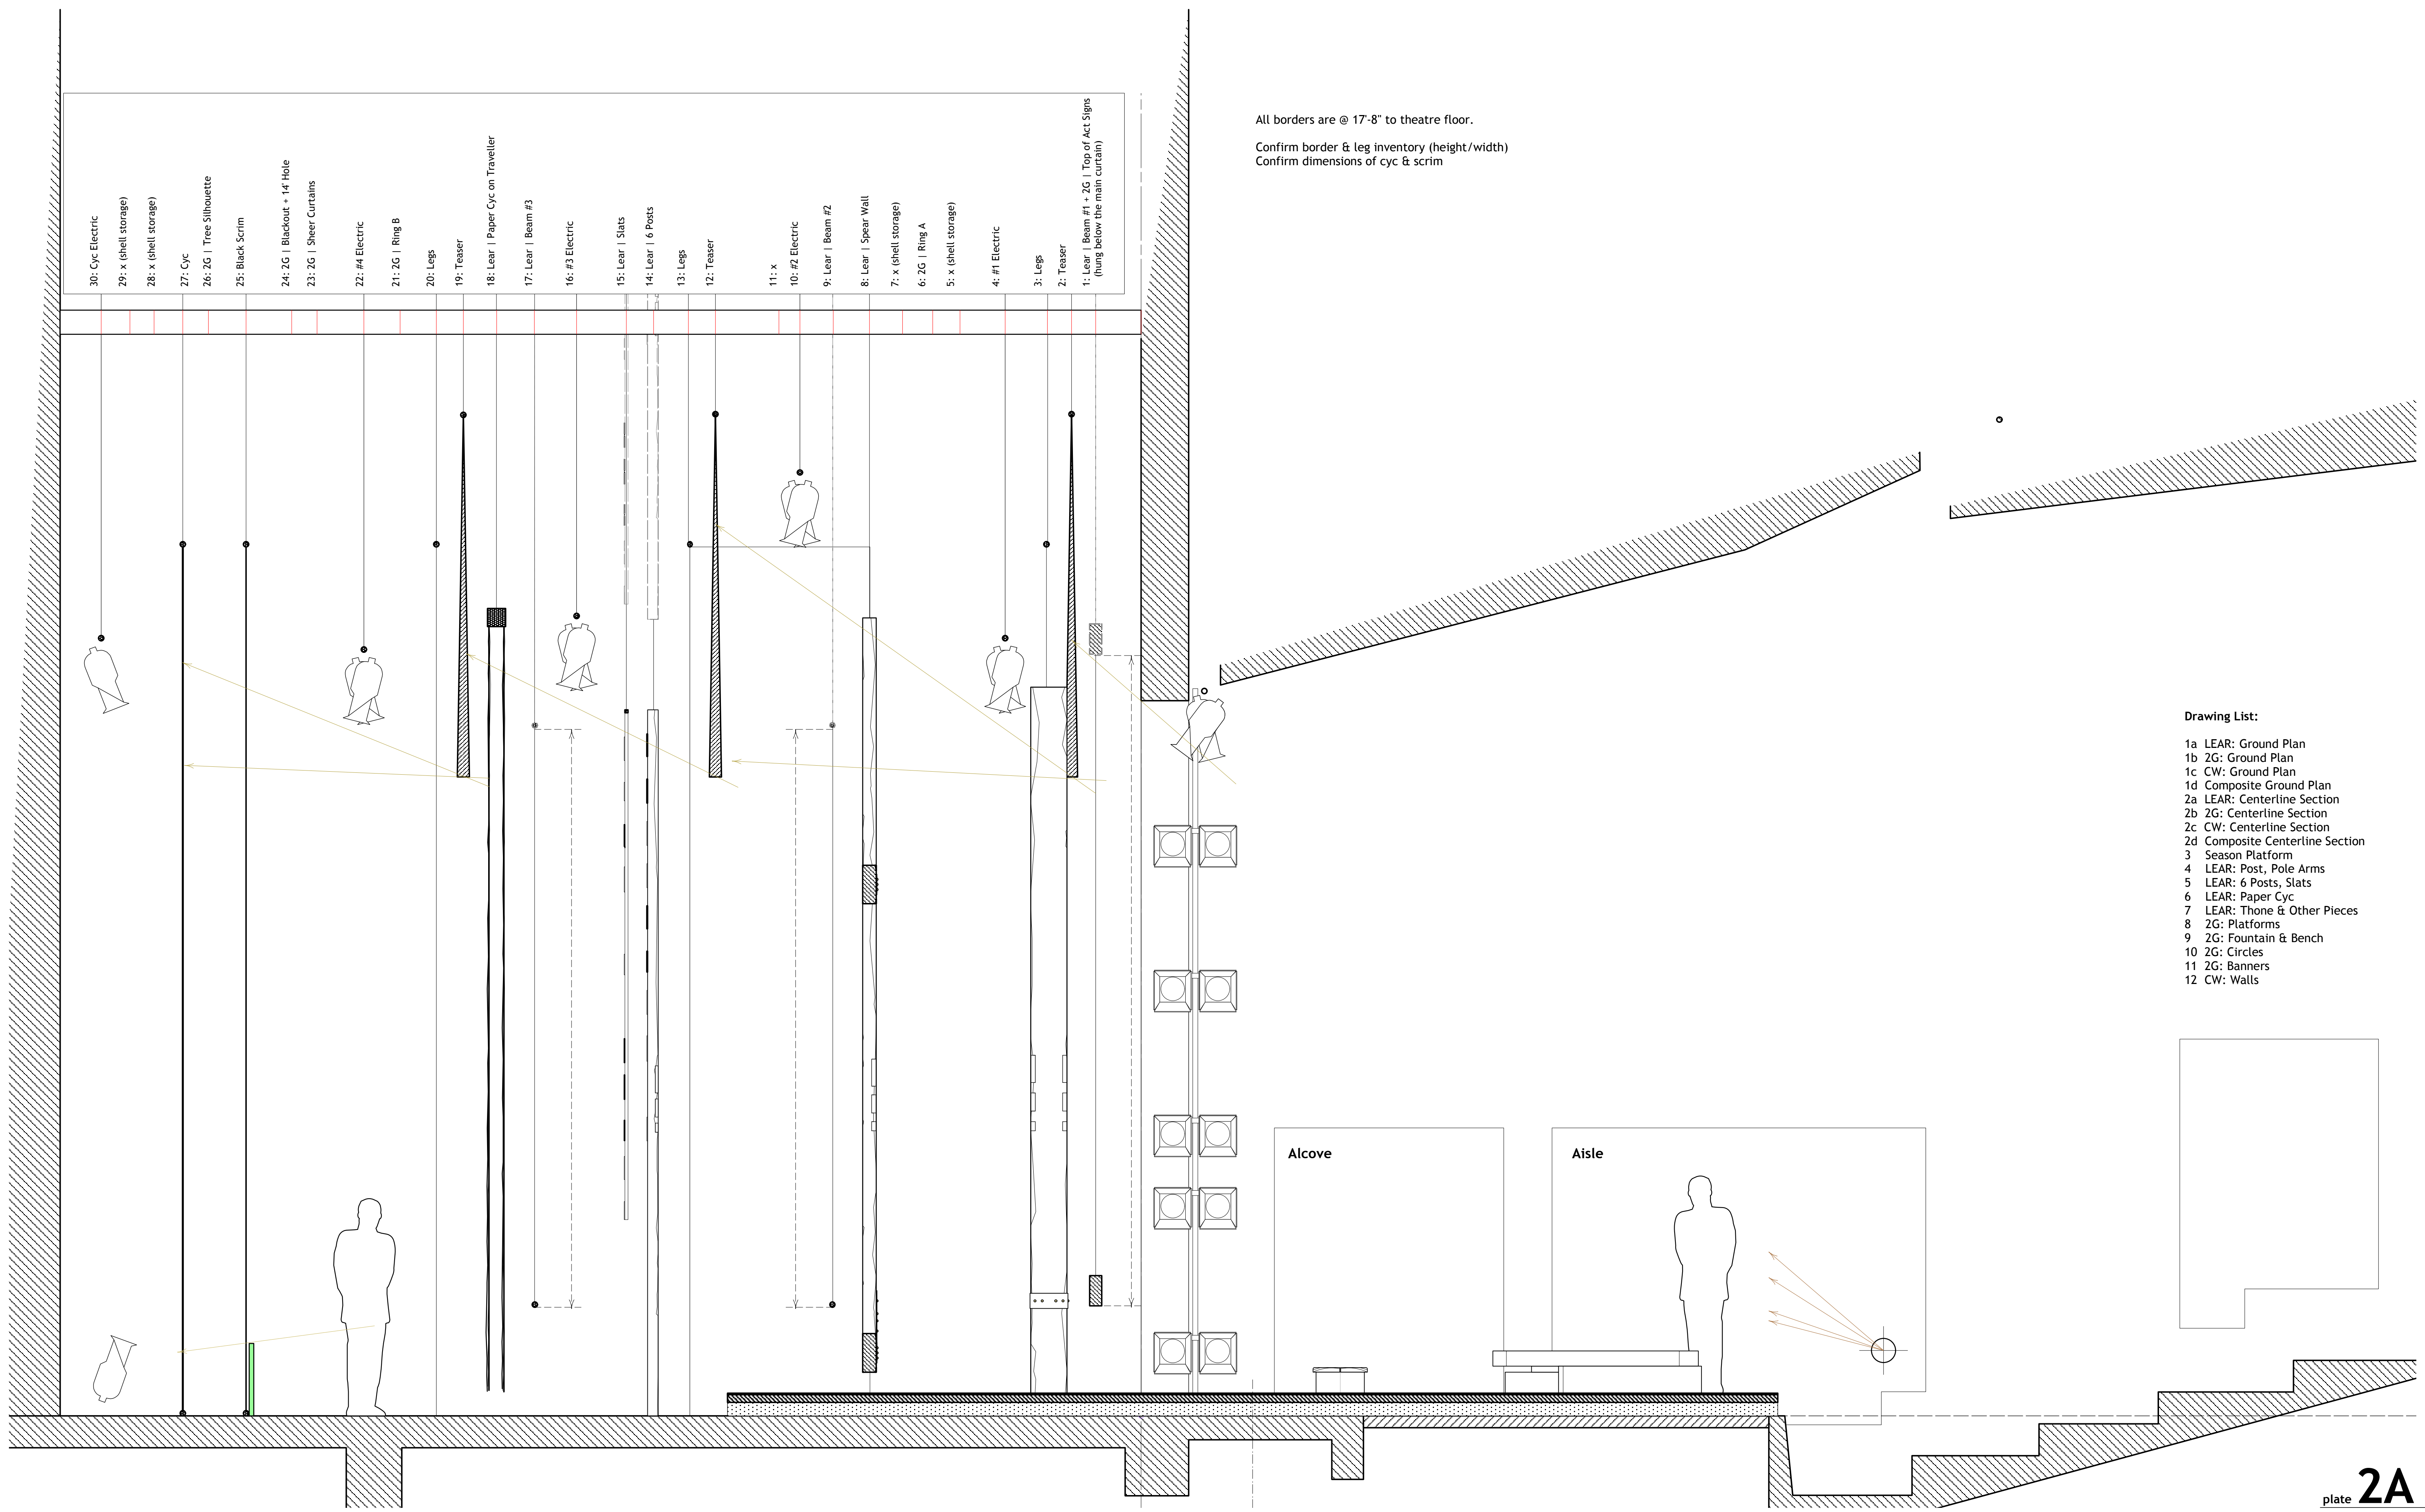 30: Cyc Electric
29: x (shell storage)
28: x (shell storage)
27: Cyc
26: 2G | Tree Silhouette
25: Black Scrim
24: 2G | Blackout + 14' Hole
23: 2G | Sheer Curtains
22: #4 Electric
21: 2G | Ring B
20: Legs
19: Teaser
18: Lear | Paper Cyc on Traveller
17: Lear | Beam #3
16: #3 Electric
15: Lear | Slats
14: Lear | 6 Posts
13: Legs
12: Teaser
11: x
10: #2 Electric
9: Lear | Beam #2
8: Lear | Spear Wall
7: x (shell storage)
6: 2G | Ring A
5: x (shell storage)
4: #1 Electric
3: Legs
2: Teaser
1: Lear | Beam #1 + 2G | Top of Act Signs
(hung below the main curtain)
All borders are @ 17'-8" to theatre floor.
Confirm border & leg inventory (height/width)
Confirm dimensions of cyc & scrim
Drawing List:
1a LEAR: Ground Plan
1b 2G: Ground Plan
1c CW: Ground Plan
1d Composite Ground Plan
2a LEAR: Centerline Section
2b 2G: Centerline Section
2c CW: Centerline Section
2d Composite Centerline Section
3 Season Platform
4 LEAR: Post, Pole Arms
5 LEAR: 6 Posts, Slats
6 LEAR: Paper Cyc
7 LEAR: Thone & Other Pieces
8 2G: Platforms
9 2G: Fountain & Bench
10 2G: Circles
11 2G: Banners
12 CW: Walls
Alcove
Aisle
plate 2A